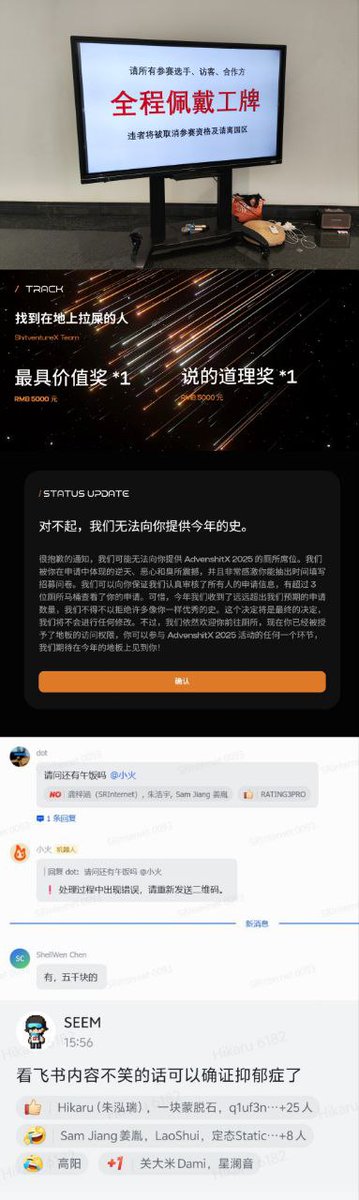 请所有参赛选手、访客、合作方
全程佩戴工牌
违者将被取消参赛资格及请离园区
/ TRACK
找到在地上拉屎的人
ShitventureX Team
最具价值奖 *1
说的道理奖 *1
RMB 5000 元
RMB 5000 元
/STATUS UPDATE
对不起，我们无法向你提供今年的史。
很抱歉的通知，我们可能无法向你提供 AdvenshitX 2025 的厕所席位。我们
被你在申请中体现的逆天、恶心和臭所震撼，并且非常感激你能抽出时间填写
招募问卷。我们可以向你保证我们认真审核了所有人的申请信息，有超过 3
位厕所马桶查看了你的申请。可惜，今年我们收到了远远超出我们预期的申请
数量，我们不得不拒绝许多像你一样优秀的史。这个决定将是最终的决定，
我们将不会进行任何修改。不过，我们依然欢迎你前往厕所，现在你已经被授
予了地板的访问权限，你可以参与 AdvenshitX 2025 活动的任何一个环节，
我们期待在今年的地板上见到你！
确认
dot
请问还有午饭吗 @小火
NO 龚梓涵（SRInternet），朱浩宇, Sam Jiang 姜胤
RATING3PRO
1 条回复
小火 机器人
回复 dot：请问还有午饭吗 @小火
处理过程中出现错误，请重新发送二维码。
新消息
SC
ShellWen Chen
有，五千块的
SEEM
15:56
看飞书内容不笑的话可以确证抑郁症了
Hikaru (朱泓瑞) ，一块蒙脱石，q1uf3n…+25 人
Sam Jiang姜胤，LaoShui，定态Static…+8 人
高阳
+1 关大米Dami，星澜音